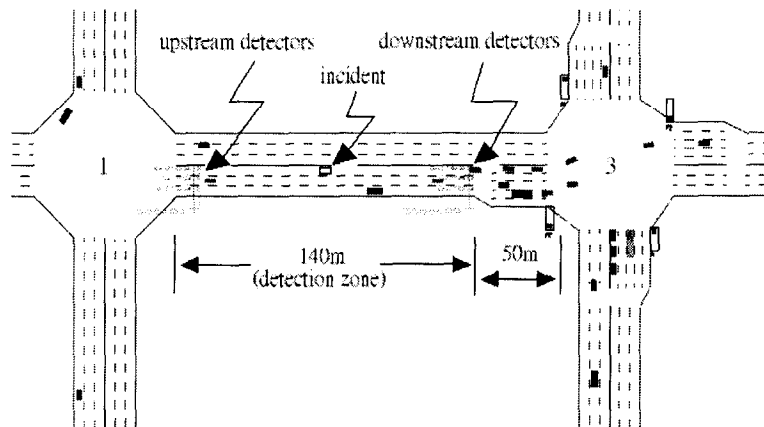 upstream detectors
downstream detectors
incident
1
3
140m
(detection zone)
50m